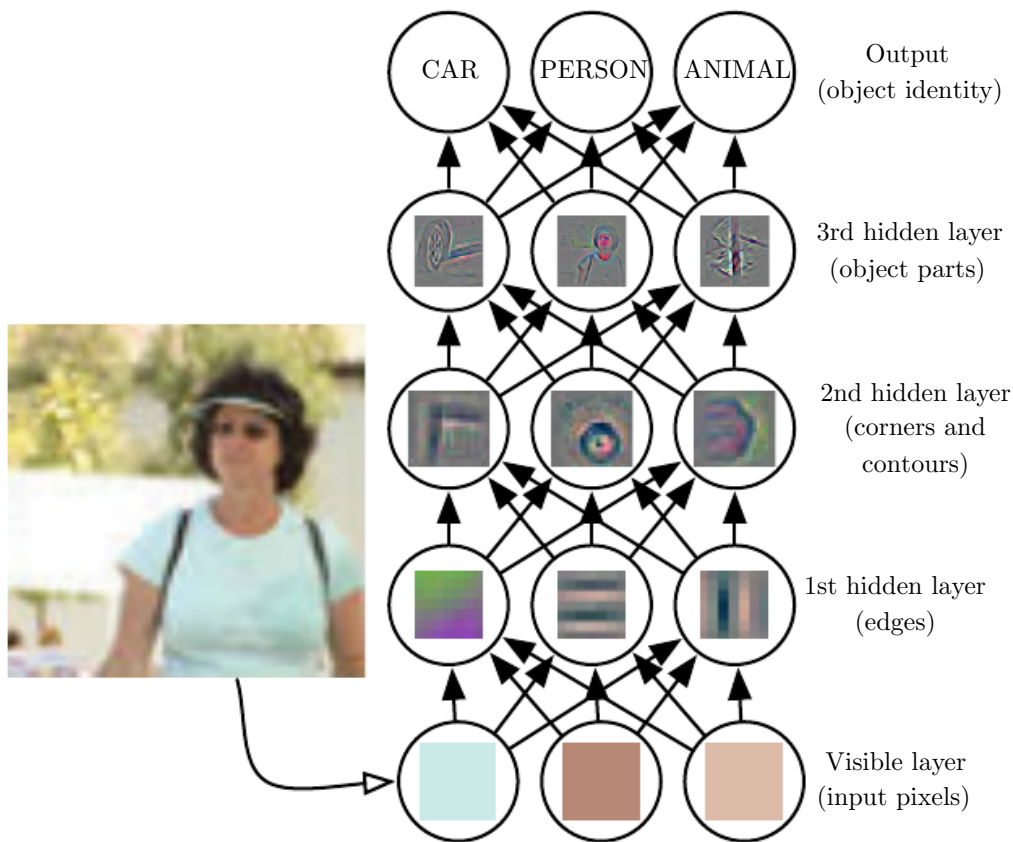 CAR
PERSON
ANIMAL
Output
(object identity)
3rd hidden layer
(object parts)
2nd hidden layer
(corners and
contours)
1st hidden layer
(edges)
Visible layer
(input pixels)